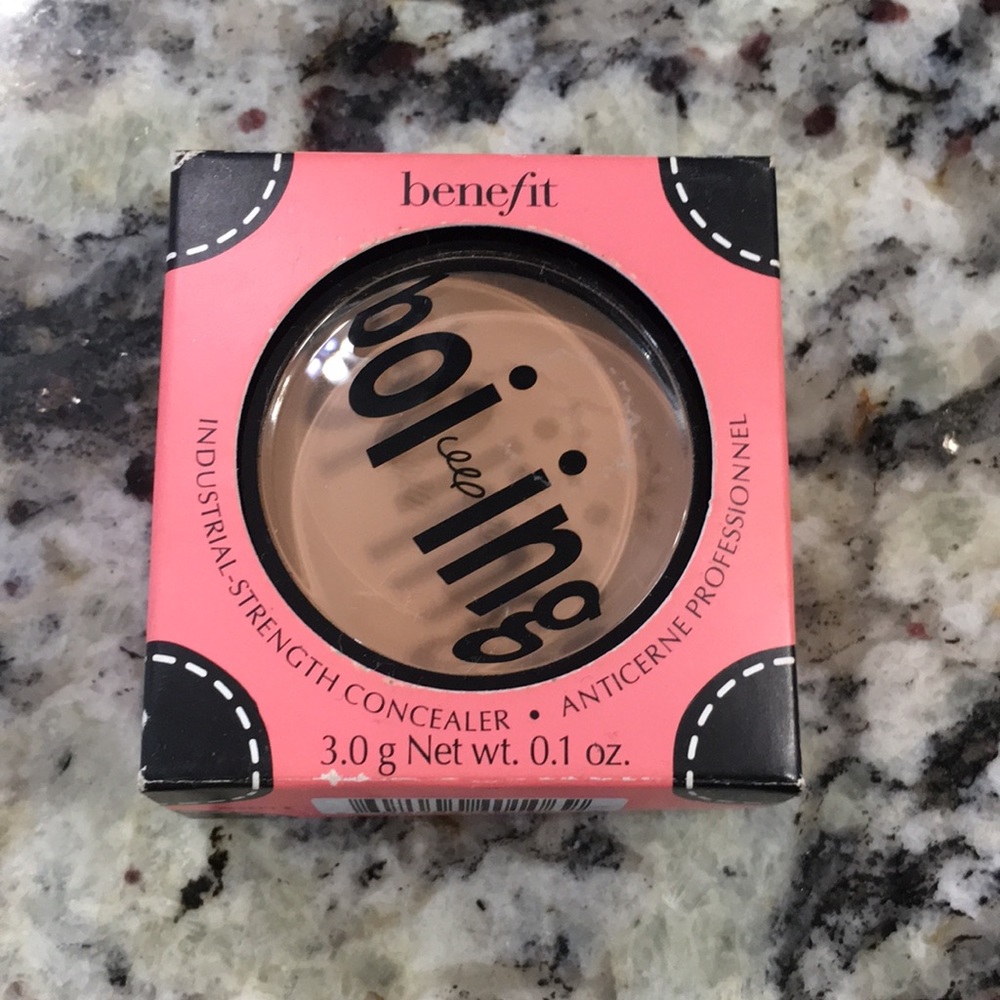 benefit
boi ing
INDUSTRIAL-STRENGTH CONCEALER • ANTICERNE PROFESSIONNEL
3.0 g Net wt. 0.1 oz.